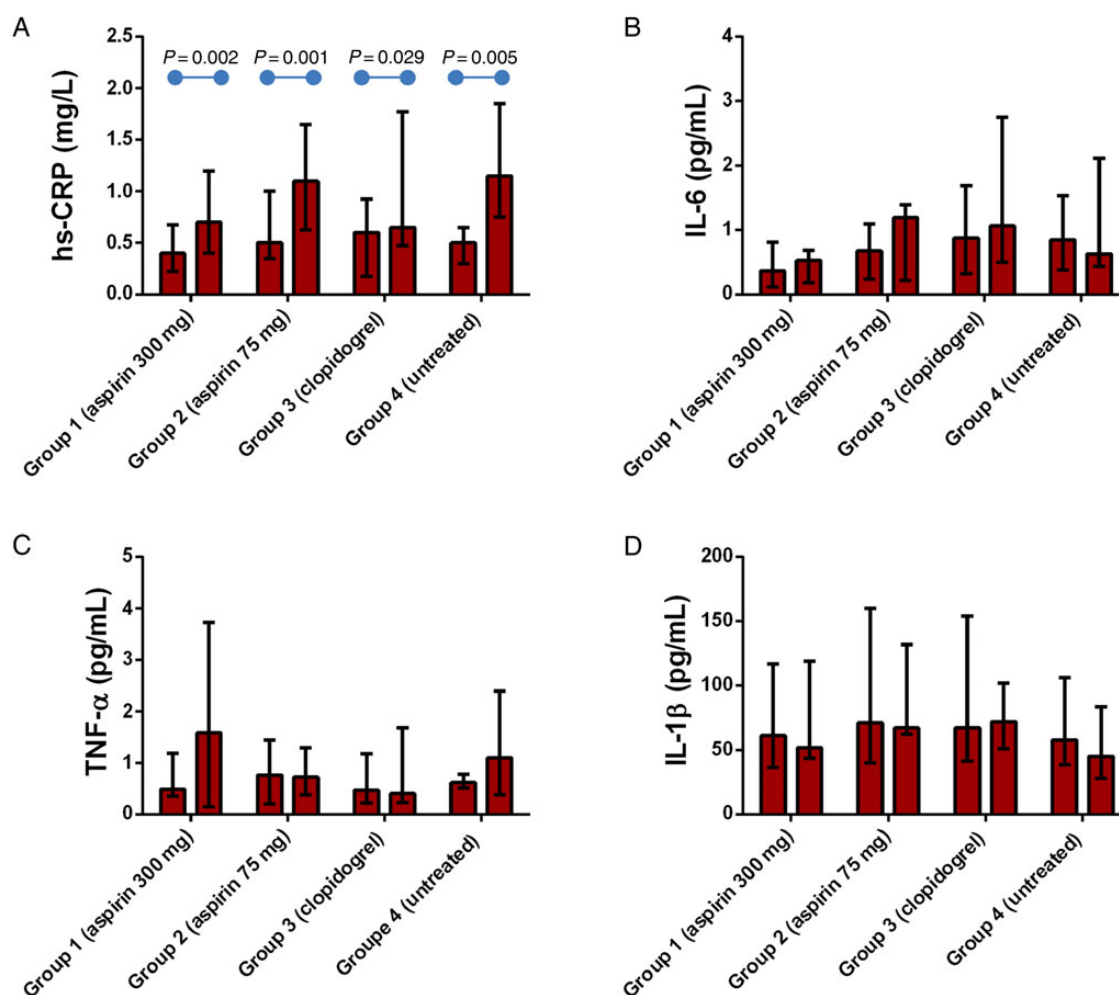 A
hs-CRP (mg/L)
2.5
2.0
1.5
1.0
0.5
0.0
P=0.002 P=0.001 P=0.029 P=0.005
Group 1 (aspirin 300 mg)
Group 2 (aspirin 75 mg)
Group 3 (clopidogrel)
Group 4 (untreated)
B
IL-6 (pg/mL)
4
3
2
1
0
Group 1 (aspirin 300 mg)
Group 2 (aspirin 75 mg)
Group 3 (clopidogrel)
Group 4 (untreated)
C
TNF-α (pg/mL)
5
4
3
2
1
0
Group 1 (aspirin 300 mg)
Group 2 (aspirin 75 mg)
Group 3 (clopidogrel)
Groupe 4 (untreated)
D
IL-1β (pg/mL)
200
150
100
50
0
Group 1 (aspirin 300 mg)
Group 2 (aspirin 75 mg)
Group 3 (clopidogrel)
Group 4 (untreated)